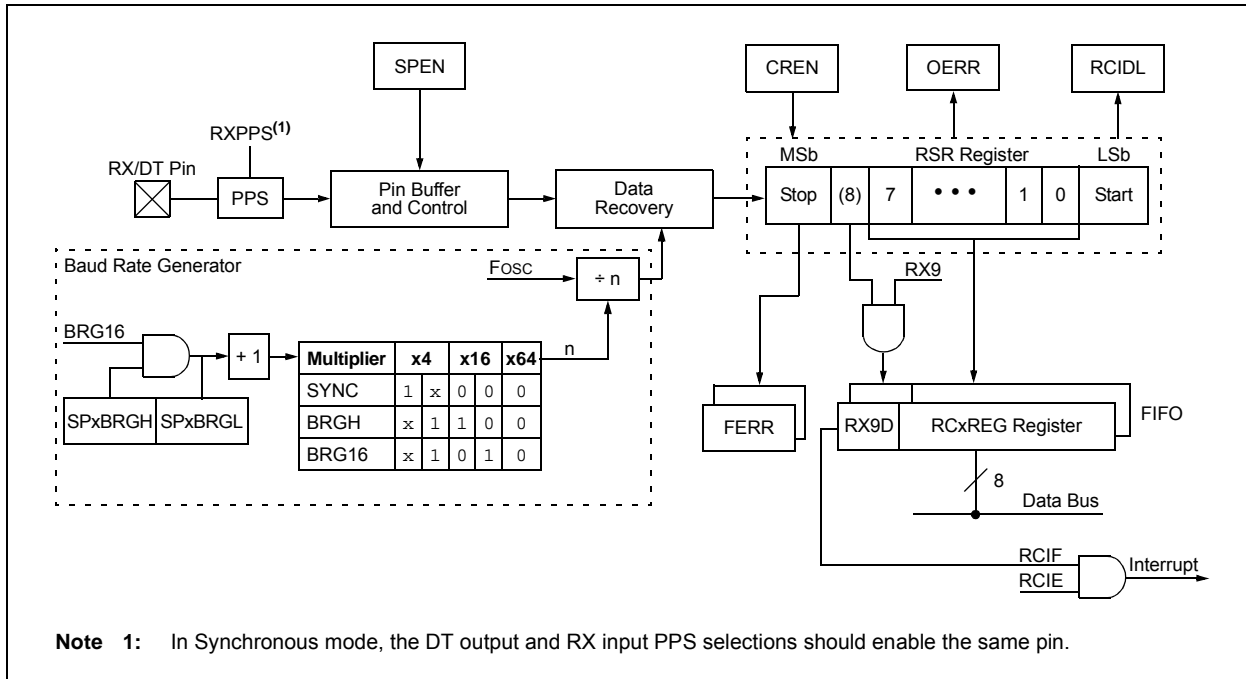 SPEN
CREN
OERR
RCIDL
RXPPS(1)
RX/DT Pin
PPS
Pin Buffer
and Control
Data
Recovery
MSb
RSR Register
LSb
Stop
(8)
7
• • •
1
0
Start
Baud Rate Generator
FOSC
÷ n
RX9
BRG16
+ 1
n
Multiplier x4 x16 x64
SYNC 1 x 0 0 0
BRGH x 1 1 0 0
BRG16 x 1 0 1 0
SPxBRGH
SPxBRGL
FERR
RX9D
RCxREG Register
FIFO
8
Data Bus
RCIF
RCIE
Interrupt
Note 1: In Synchronous mode, the DT output and RX input PPS selections should enable the same pin.